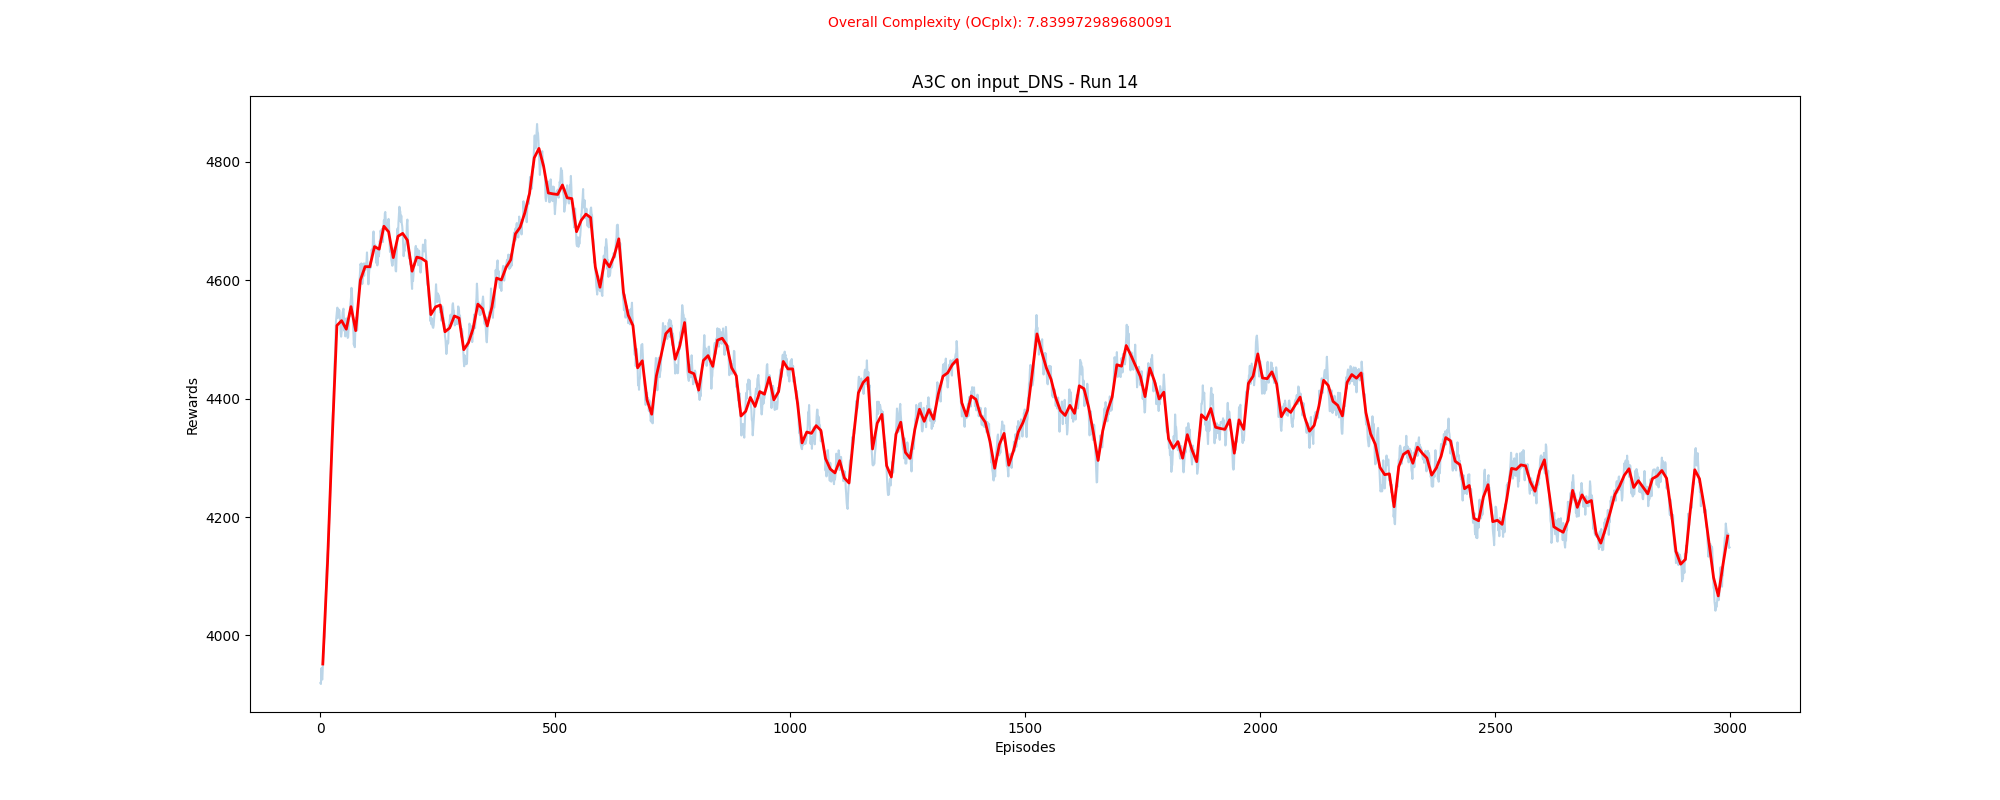 Overall Complexity (OCplx): 7.839972989680091
A3C on input_DNS - Run 14
Rewards
4800
4600
4400
4200
4000
0 500 1000 1500 2000 2500 3000
Episodes